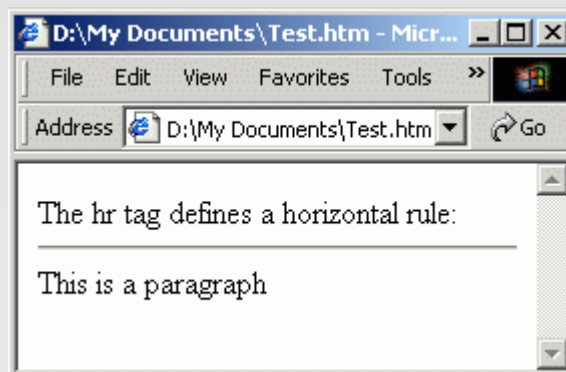 D:\My Documents\Test.htm - Micr...
File Edit View Favorites Tools »
Address D:\My Documents\Test.htm Go
The hr tag defines a horizontal rule:
This is a paragraph